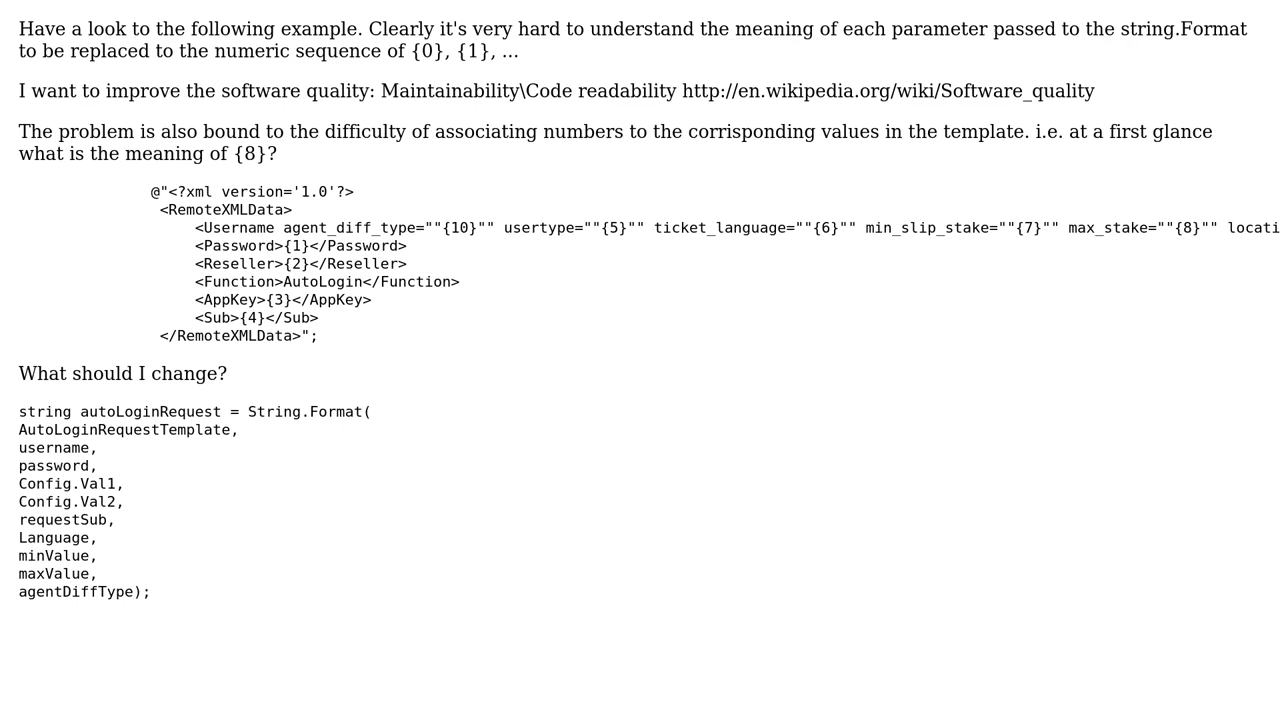 Have a look to the following example. Clearly it's very hard to understand the meaning of each parameter passed to the string.Format
to be replaced to the numeric sequence of {0}, {1}, ...
I want to improve the software quality: Maintainability\Code readability http://en.wikipedia.org/wiki/Software_quality
The problem is also bound to the difficulty of associating numbers to the corrisponding values in the template. i.e. at a first glance
what is the meaning of {8}?
@"<?xml version='1.0'?>
<RemoteXMLData>
<Username agent_diff_type=""{10}"" usertype=""{5}"" ticket_language=""{6}"" min_slip_stake=""{7}"" max_stake=""{8}"" locati
<Password>{1}</Password>
<Reseller>{2}</Reseller>
<Function>AutoLogin</Function>
<AppKey>{3}</AppKey>
<Sub>{4}</Sub>
</RemoteXMLData>";
What should I change?
string autoLoginRequest = String.Format(
AutoLoginRequestTemplate,
username,
password,
Config.Val1,
Config.Val2,
requestSub,
Language,
minValue,
maxValue,
agentDiffType);